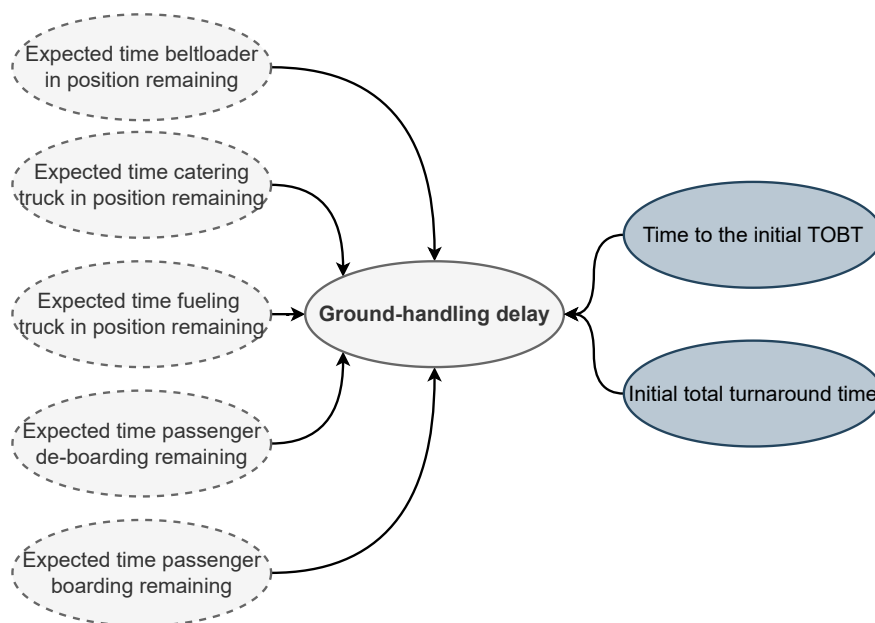 Expected time beltloader
in position remaining
Expected time catering
truck in position remaining
Expected time fueling
truck in position remaining
Expected time passenger
de-boarding remaining
Expected time passenger
boarding remaining
Ground-handling delay
Time to the initial TOBT
Initial total turnaround time